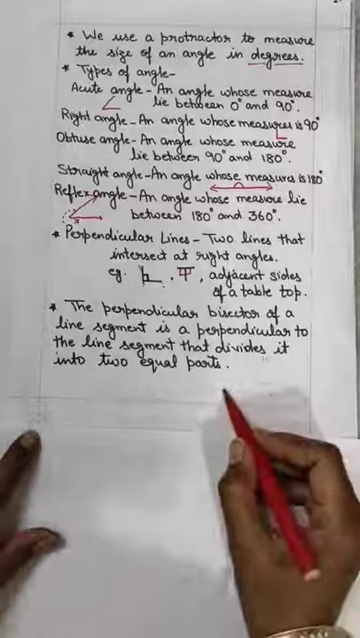 * We use a protractor to measure
the size of an angle in degrees.
* Types of angle-
Acute angle- An angle whose measure
lie between 0° and 90°.
Right angle- An angle whose measures is 90°
Obtuse angle- An angle whose measure
lie between 90° and 180°.
Straight angle- An angle whose measures is 180°
Reflex angle- An angle whose measure lie
between 180° and 360°.
* Perpendicular Lines- Two lines that
intersect at right angles.
eg. , , adjacent sides
of a table top.
* The perpendicular bisector of a
line segment is a perpendicular to
the line segment that divides it
into two equal parts.